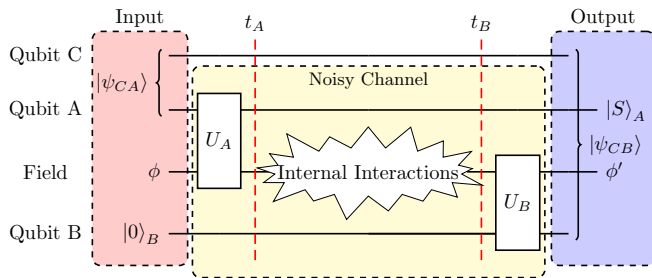 Input t_A t_B Output
Qubit C
|ψ_CA⟩ Noisy Channel
Qubit A |S⟩_A
U_A |ψ_CB⟩
Field ϕ Internal Interactions ϕ′
U_B
Qubit B |0⟩_B